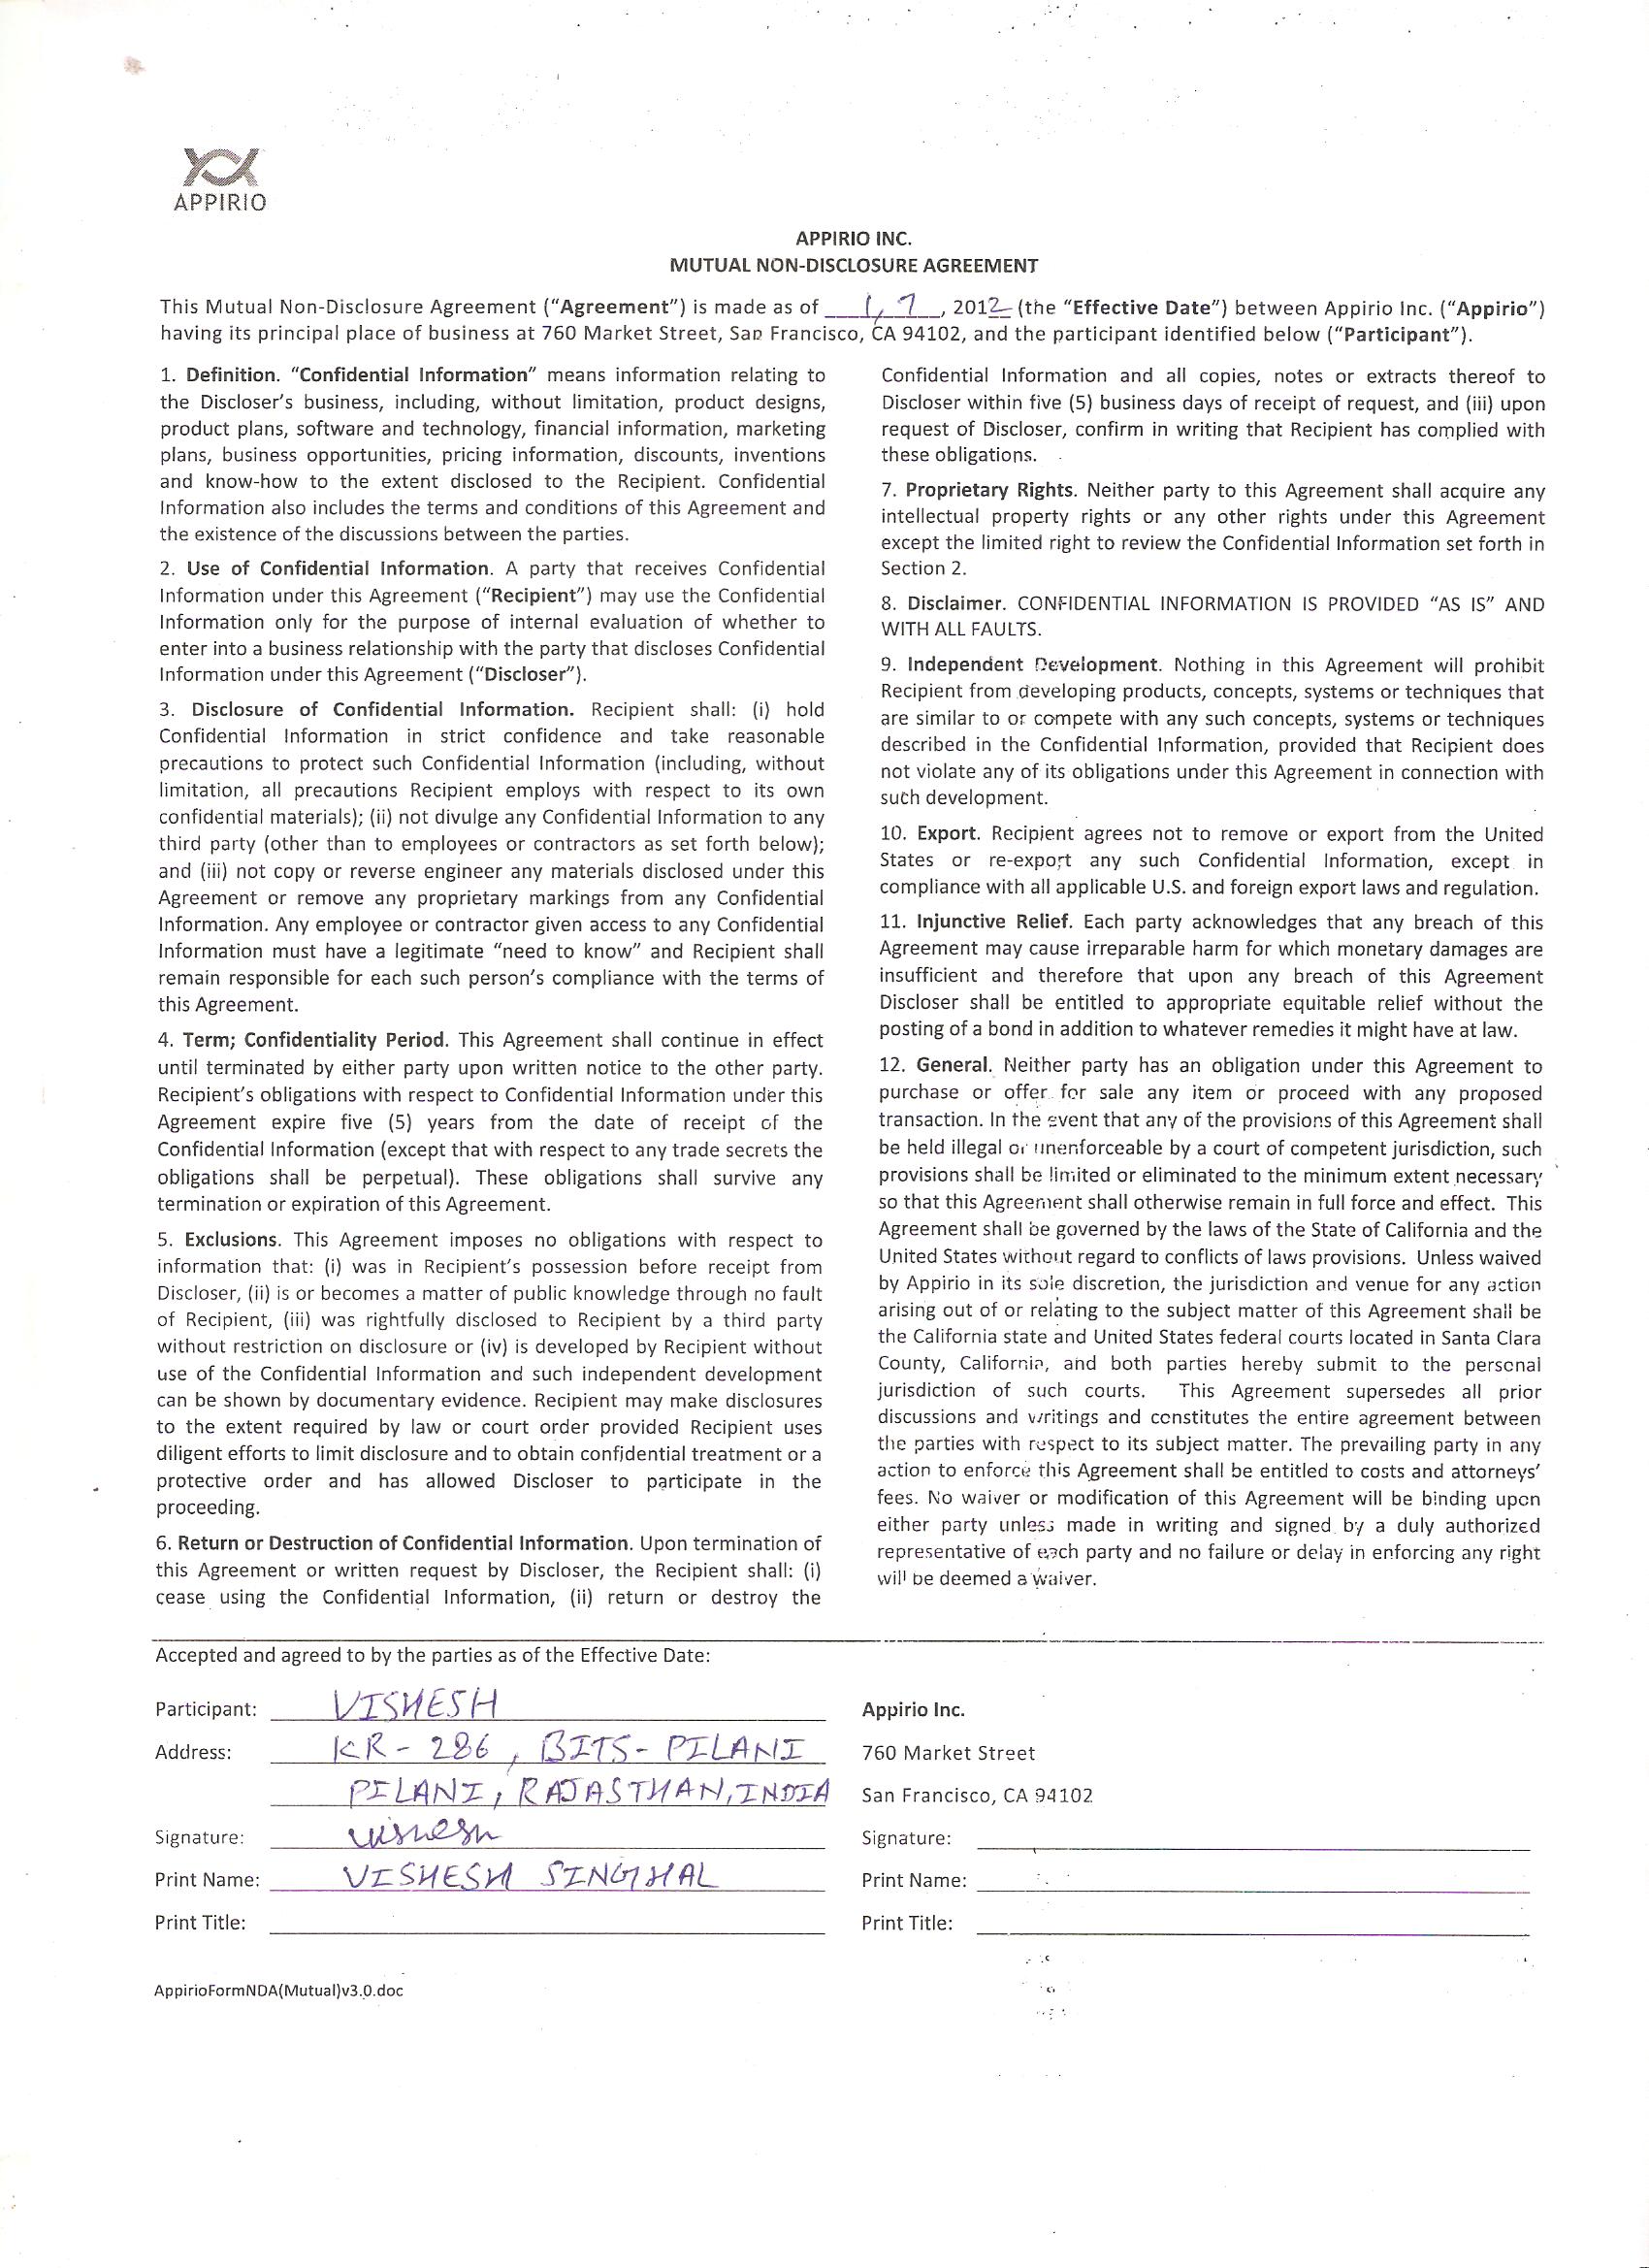 APPIRIO
APPIRIO INC.
MUTUAL NON-DISCLOSURE AGREEMENT
This Mutual Non-Disclosure Agreement (“Agreement”) is made as of 1, 7, 2012 (the “Effective Date”) between Appirio Inc. (“Appirio”)
having its principal place of business at 760 Market Street, San Francisco, CA 94102, and the participant identified below (“Participant”).
1. Definition. “Confidential Information” means information relating to
the Discloser’s business, including, without limitation, product designs,
product plans, software and technology, financial information, marketing
plans, business opportunities, pricing information, discounts, inventions
and know-how to the extent disclosed to the Recipient. Confidential
Information also includes the terms and conditions of this Agreement and
the existence of the discussions between the parties.
2. Use of Confidential Information. A party that receives Confidential
Information under this Agreement (“Recipient”) may use the Confidential
Information only for the purpose of internal evaluation of whether to
enter into a business relationship with the party that discloses Confidential
Information under this Agreement (“Discloser”).
3. Disclosure of Confidential Information. Recipient shall: (i) hold
Confidential Information in strict confidence and take reasonable
precautions to protect such Confidential Information (including, without
limitation, all precautions Recipient employs with respect to its own
confidential materials); (ii) not divulge any Confidential Information to any
third party (other than to employees or contractors as set forth below);
and (iii) not copy or reverse engineer any materials disclosed under this
Agreement or remove any proprietary markings from any Confidential
Information. Any employee or contractor given access to any Confidential
Information must have a legitimate “need to know” and Recipient shall
remain responsible for each such person’s compliance with the terms of
this Agreement.
4. Term; Confidentiality Period. This Agreement shall continue in effect
until terminated by either party upon written notice to the other party.
Recipient’s obligations with respect to Confidential Information under this
Agreement expire five (5) years from the date of receipt of the
Confidential Information (except that with respect to any trade secrets the
obligations shall be perpetual). These obligations shall survive any
termination or expiration of this Agreement.
5. Exclusions. This Agreement imposes no obligations with respect to
information that: (i) was in Recipient’s possession before receipt from
Discloser, (ii) is or becomes a matter of public knowledge through no fault
of Recipient, (iii) was rightfully disclosed to Recipient by a third party
without restriction on disclosure or (iv) is developed by Recipient without
use of the Confidential Information and such independent development
can be shown by documentary evidence. Recipient may make disclosures
to the extent required by law or court order provided Recipient uses
diligent efforts to limit disclosure and to obtain confidential treatment or a
protective order and has allowed Discloser to participate in the
proceeding.
6. Return or Destruction of Confidential Information. Upon termination of
this Agreement or written request by Discloser, the Recipient shall: (i)
cease using the Confidential Information, (ii) return or destroy the
Confidential Information and all copies, notes or extracts thereof to
Discloser within five (5) business days of receipt of request, and (iii) upon
request of Discloser, confirm in writing that Recipient has complied with
these obligations.
7. Proprietary Rights. Neither party to this Agreement shall acquire any
intellectual property rights or any other rights under this Agreement
except the limited right to review the Confidential Information set forth in
Section 2.
8. Disclaimer. CONFIDENTIAL INFORMATION IS PROVIDED “AS IS” AND
WITH ALL FAULTS.
9. Independent Development. Nothing in this Agreement will prohibit
Recipient from developing products, concepts, systems or techniques that
are similar to or compete with any such concepts, systems or techniques
described in the Confidential Information, provided that Recipient does
not violate any of its obligations under this Agreement in connection with
such development.
10. Export. Recipient agrees not to remove or export from the United
States or re-export any such Confidential Information, except in
compliance with all applicable U.S. and foreign export laws and regulation.
11. Injunctive Relief. Each party acknowledges that any breach of this
Agreement may cause irreparable harm for which monetary damages are
insufficient and therefore that upon any breach of this Agreement
Discloser shall be entitled to appropriate equitable relief without the
posting of a bond in addition to whatever remedies it might have at law.
12. General. Neither party has an obligation under this Agreement to
purchase or offer for sale any item or proceed with any proposed
transaction. In the event that any of the provisions of this Agreement shall
be held illegal or unenforceable by a court of competent jurisdiction, such
provisions shall be limited or eliminated to the minimum extent necessary
so that this Agreement shall otherwise remain in full force and effect. This
Agreement shall be governed by the laws of the State of California and the
United States without regard to conflicts of laws provisions. Unless waived
by Appirio in its sole discretion, the jurisdiction and venue for any action
arising out of or relating to the subject matter of this Agreement shall be
the California state and United States federal courts located in Santa Clara
County, California, and both parties hereby submit to the personal
jurisdiction of such courts. This Agreement supersedes all prior
discussions and writings and constitutes the entire agreement between
the parties with respect to its subject matter. The prevailing party in any
action to enforce this Agreement shall be entitled to costs and attorneys’
fees. No waiver or modification of this Agreement will be binding upon
either party unless made in writing and signed by a duly authorized
representative of each party and no failure or delay in enforcing any right
will be deemed a waiver.
Accepted and agreed to by the parties as of the Effective Date:
Participant: VISHESH
Address: KR-286, BITS-PILANI
PILANI, RAJASTHAN, INDIA
Signature: Vishesh
Print Name: VISHESH SINGHAL
Print Title:
Appirio Inc.
760 Market Street
San Francisco, CA 94102
Signature:
Print Name:
Print Title:
AppirioFormNDA(Mutual)v3.0.doc